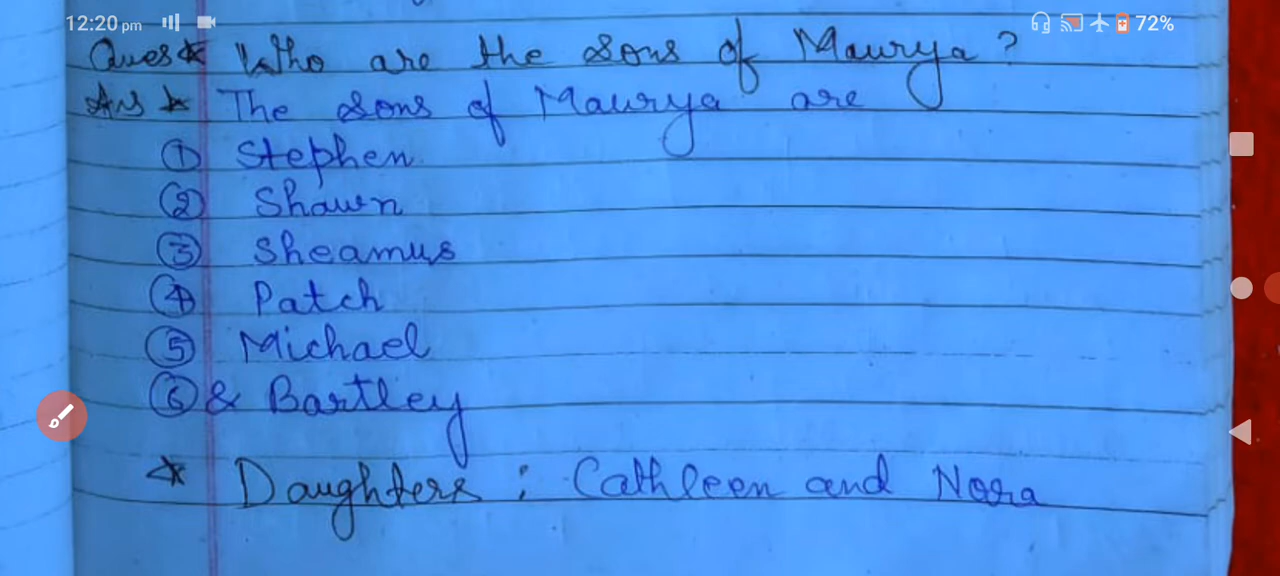 12:20 pm 72%
Ques* Who are the sons of Maurya?
Ans * The sons of Maurya are
① Stephen
② Shawn
③ Sheamus
④ Patch
⑤ Michael
⑥ & Bartley
* Daughters : Cathleen and Nora